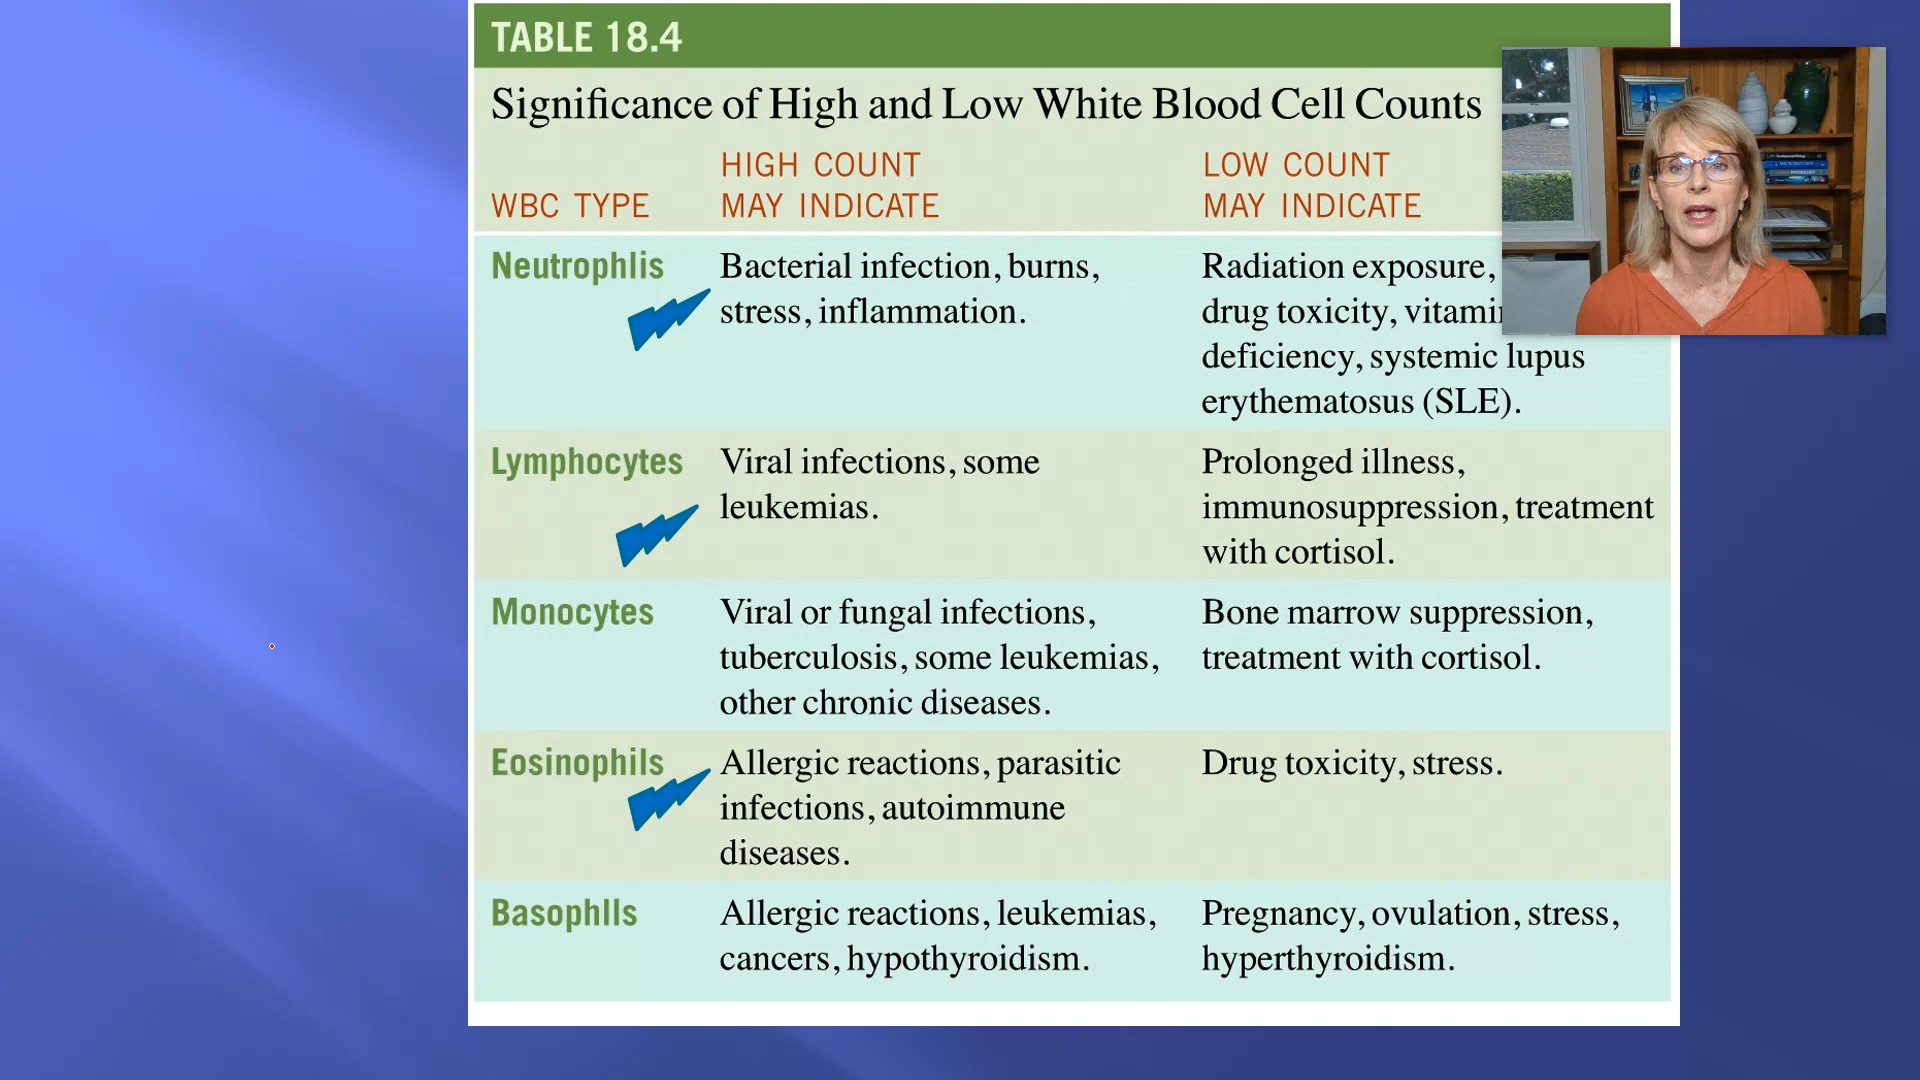 TABLE 18.4
Significance of High and Low White Blood Cell Counts
WBC TYPE
HIGH COUNT
MAY INDICATE
LOW COUNT
MAY INDICATE
Neutrophlis
Bacterial infection, burns,
stress, inflammation.
Radiation exposure,
drug toxicity,
deficiency, systemic lupus
erythematosus (SLE).
Lymphocytes
Viral infections, some
leukemias.
Prolonged illness,
immunosuppression, treatment
with cortisol.
Monocytes
Viral or fungal infections,
tuberculosis, some leukemias,
other chronic diseases.
Bone marrow suppression,
treatment with cortisol.
Eosinophils
Allergic reactions, parasitic
infections, autoimmune
diseases.
Drug toxicity, stress.
Basophlls
Allergic reactions, leukemias,
cancers, hypothyroidism.
Pregnancy, ovulation, stress,
hyperthyroidism.